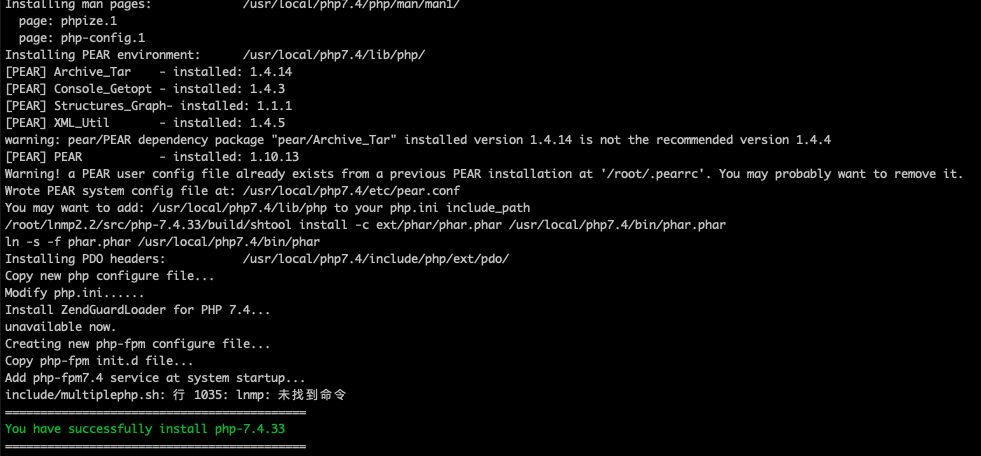 Installing man pages:             /usr/local/php7.4/php/man/man1/
  page: phpize.1
  page: php-config.1
Installing PEAR environment:      /usr/local/php7.4/lib/php/
[PEAR] Archive_Tar    - installed: 1.4.14
[PEAR] Console_Getopt - installed: 1.4.3
[PEAR] Structures_Graph- installed: 1.1.1
[PEAR] XML_Util       - installed: 1.4.5
warning: pear/PEAR dependency package "pear/Archive_Tar" installed version 1.4.14 is not the recommended version 1.4.4
[PEAR] PEAR           - installed: 1.10.13
Warning! a PEAR user config file already exists from a previous PEAR installation at '/root/.pearrc'. You may probably want to remove it.
Wrote PEAR system config file at: /usr/local/php7.4/etc/pear.conf
You may want to add: /usr/local/php7.4/lib/php to your php.ini include_path
/root/lnmp2.2/src/php-7.4.33/build/shtool install -c ext/phar/phar.phar /usr/local/php7.4/bin/phar.phar
ln -s -f phar.phar /usr/local/php7.4/bin/phar
Installing PDO headers:           /usr/local/php7.4/include/php/ext/pdo/
Copy new php configure file...
Modify php.ini......
Install ZendGuardLoader for PHP 7.4...
unavailable now.
Creating new php-fpm configure file...
Copy php-fpm init.d file...
Add php-fpm7.4 service at system startup...
include/multiplephp.sh: 行 1035: lnmp: 未找到命令
===========================================
You have successfully install php-7.4.33
===========================================